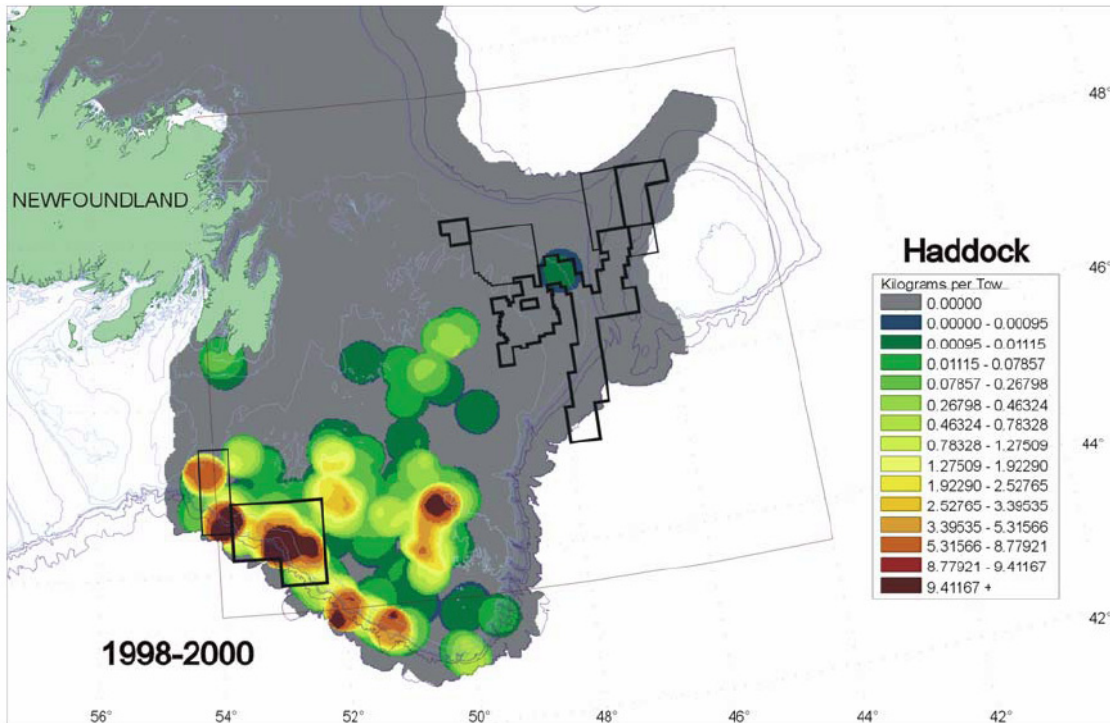 48°
NEWFOUNDLAND
Haddock
46°
Kilograms per Tow
0.00000
0.00000 - 0.00095
0.00095 - 0.01115
0.01115 - 0.07857
0.07857 - 0.26798
0.26798 - 0.46324
0.46324 - 0.78328
0.78328 - 1.27509
1.27509 - 1.92290
1.92290 - 2.52765
2.52765 - 3.39535
3.39535 - 5.31566
5.31566 - 8.77921
8.77921 - 9.41167
9.41167 +
44°
42°
1998-2000
56° 54° 52° 50° 48° 46° 44° 42°